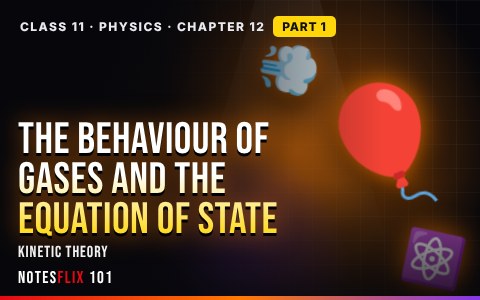 CLASS 11 · PHYSICS · CHAPTER 12 PART 1
THE BEHAVIOUR OF
GASES AND THE
EQUATION OF STATE
KINETIC THEORY
NOTESFLIX 101